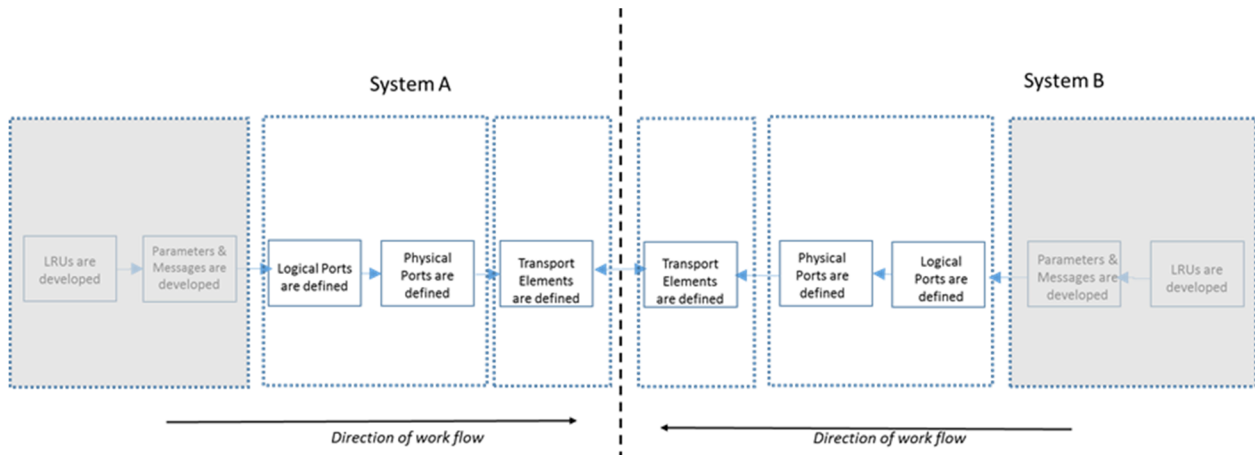 System A
System B
LRUs are
developed
Parameters &
Messages are
developed
Logical Ports
are defined
Physical
Ports are
defined
Transport
Elements
are defined
Transport
Elements
are defined
Physical
Ports are
defined
Logical
Ports are
defined
Parameters &
Messages are
developed
LRUs are
developed
Direction of work flow
Direction of work flow